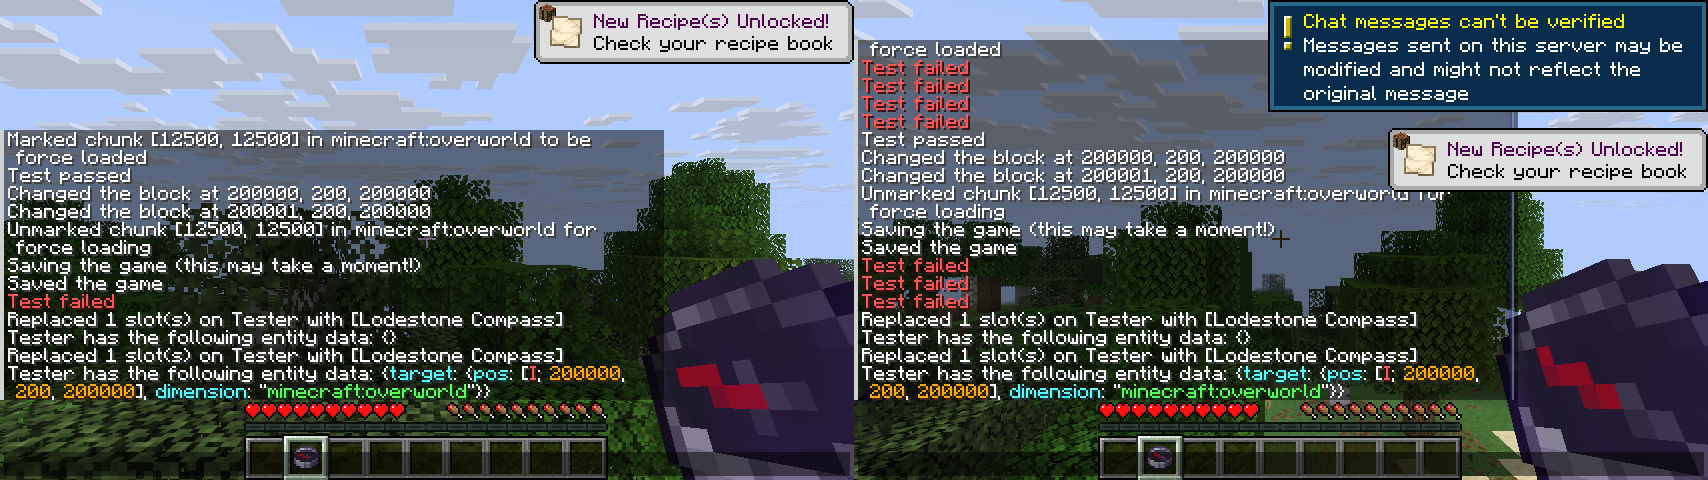 New Recipe(s) Unlocked!
Check your recipe book
Marked chunk [12500, 12500] in minecraft:overworld to be
force loaded
Test passed
Changed the block at 200000, 200, 200000
Changed the block at 200001, 200, 200000
Unmarked chunk [12500, 12500] in minecraft:overworld for
force loading
Saving the game (this may take a moment!)
Saved the game
Test failed
Replaced 1 slot(s) on Tester with [Lodestone Compass]
Tester has the following entity data: {}
Replaced 1 slot(s) on Tester with [Lodestone Compass]
Tester has the following entity data: {target: {pos: [I; 200000,
200, 200000], dimension: "minecraft:overworld"}}
Chat messages can't be verified
Messages sent on this server may be
modified and might not reflect the
original message
New Recipe(s) Unlocked!
Check your recipe book
force loaded
Test failed
Test failed
Test failed
Test failed
Test passed
Changed the block at 200000, 200, 200000
Changed the block at 200001, 200, 200000
Unmarked chunk [12500, 12500] in minecraft:overworld for
force loading
Saving the game (this may take a moment!)
Saved the game
Test failed
Test failed
Test failed
Replaced 1 slot(s) on Tester with [Lodestone Compass]
Tester has the following entity data: {}
Replaced 1 slot(s) on Tester with [Lodestone Compass]
Tester has the following entity data: {target: {pos: [I; 200000,
200, 200000], dimension: "minecraft:overworld"}}